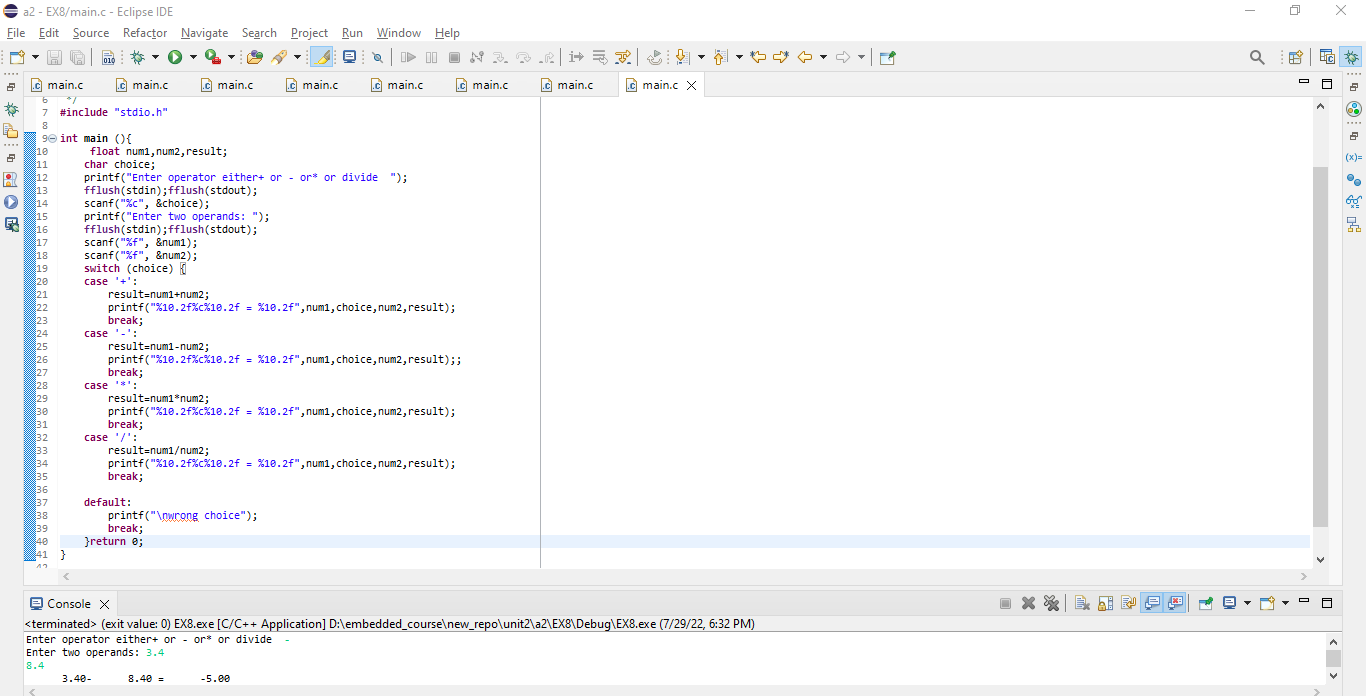 a2 - EX8/main.c - Eclipse IDE
File Edit Source Refactor Navigate Search Project Run Window Help
main.c main.c main.c main.c main.c main.c main.c main.c
6 */
7 #include "stdio.h"
8
9 int main (){
10 float num1,num2,result;
11 char choice;
12 printf("Enter operator either+ or - or* or divide  ");
13 fflush(stdin);fflush(stdout);
14 scanf("%c", &choice);
15 printf("Enter two operands: ");
16 fflush(stdin);fflush(stdout);
17 scanf("%f", &num1);
18 scanf("%f", &num2);
19 switch (choice) {
20 case '+':
21 result=num1+num2;
22 printf("%10.2f%c%10.2f = %10.2f",num1,choice,num2,result);
23 break;
24 case '-':
25 result=num1-num2;
26 printf("%10.2f%c%10.2f = %10.2f",num1,choice,num2,result);;
27 break;
28 case '*':
29 result=num1*num2;
30 printf("%10.2f%c%10.2f = %10.2f",num1,choice,num2,result);
31 break;
32 case '/':
33 result=num1/num2;
34 printf("%10.2f%c%10.2f = %10.2f",num1,choice,num2,result);
35 break;
36
37 default:
38 printf("\nwrong choice");
39 break;
40 }return 0;
41 }
42
Console
<terminated> (exit value: 0) EX8.exe [C/C++ Application] D:\embedded_course\new_repo\unit2\a2\EX8\Debug\EX8.exe (7/29/22, 6:32 PM)
Enter operator either+ or - or* or divide  -
Enter two operands: 3.4
8.4
3.40-      8.40 =      -5.00